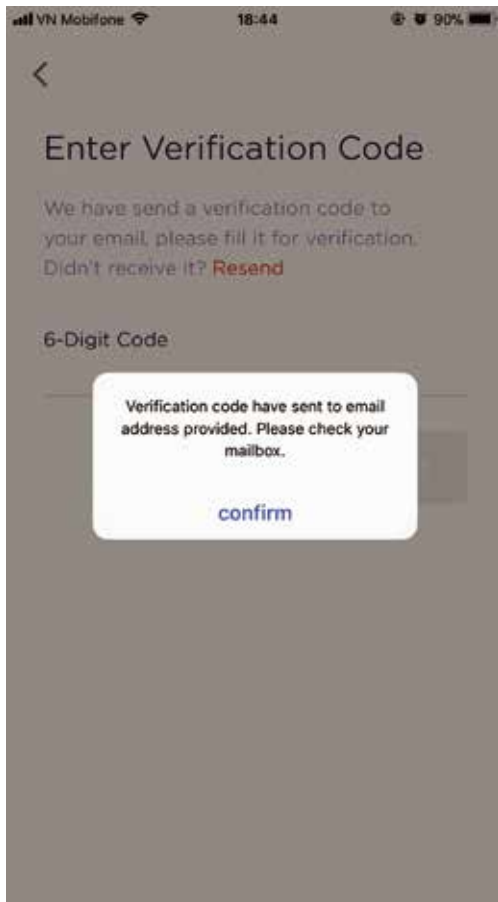 VN Mobifone 18:44 90%
Enter Verification Code
We have send a verification code to
your email, please fill it for verification.
Didn't receive it? Resend
6-Digit Code
Verification code have sent to email
address provided. Please check your
mailbox.
confirm